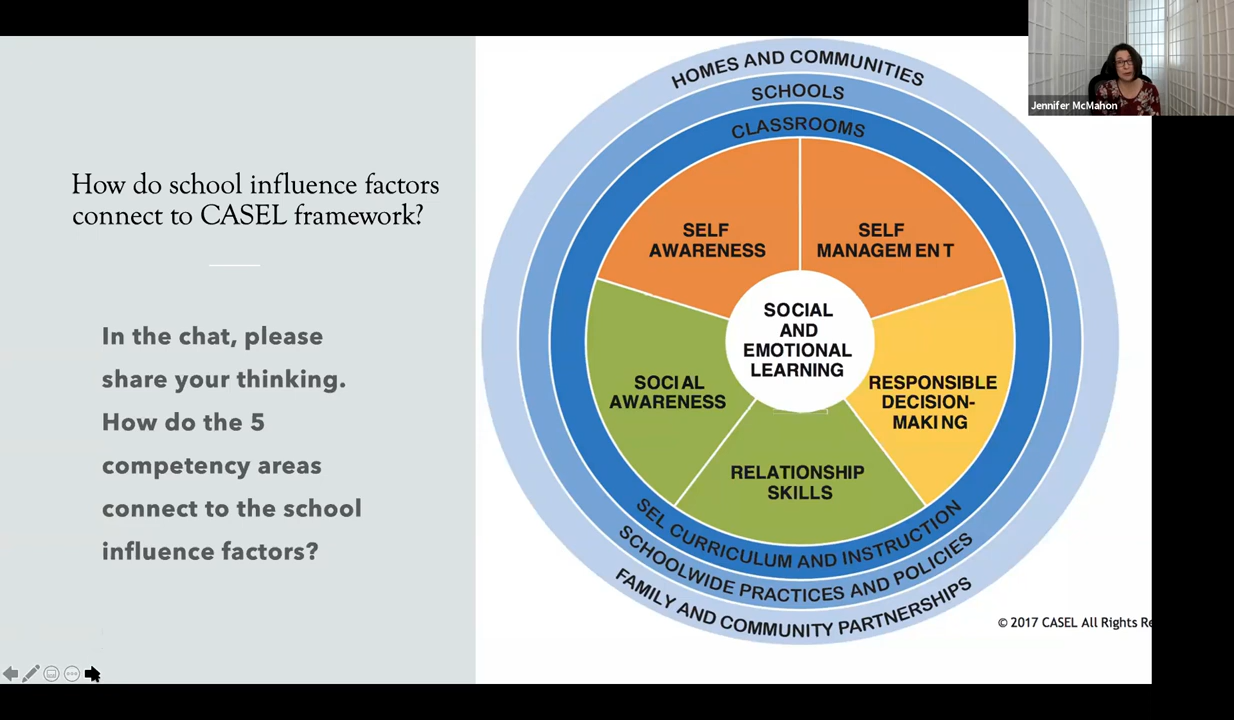 How do school influence factors
connect to CASEL framework?
In the chat, please
share your thinking.
How do the 5
competency areas
connect to the school
influence factors?
HOMES AND COMMUNITIES
SCHOOLS
CLASSROOMS
SELF
AWARENESS
SELF
MANAGEMENT
SOCIAL
AND
EMOTIONAL
LEARNING
SOCIAL
AWARENESS
RESPONSIBLE
DECISION-
MAKING
RELATIONSHIP
SKILLS
SEL CURRICULUM AND INSTRUCTION
SCHOOLWIDE PRACTICES AND POLICIES
FAMILY AND COMMUNITY PARTNERSHIPS
© 2017 CASEL All Rights Re
Jennifer McMahon